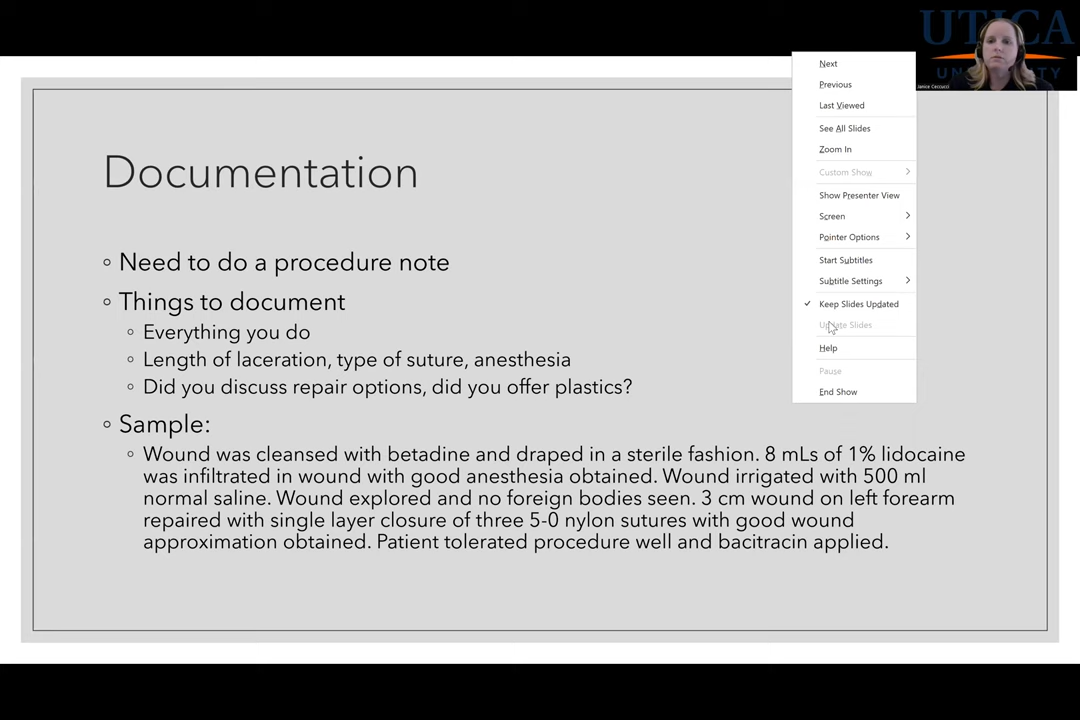 UTICA
UNIVERSITY
Janice Ceccucci
Next
Previous
Last Viewed
See All Slides
Zoom In
Custom Show
Show Presenter View
Screen
Pointer Options
Start Subtitles
Subtitle Settings
Keep Slides Updated
Update Slides
Help
Pause
End Show
Documentation
Need to do a procedure note
Things to document
Everything you do
Length of laceration, type of suture, anesthesia
Did you discuss repair options, did you offer plastics?
Sample:
Wound was cleansed with betadine and draped in a sterile fashion. 8 mLs of 1% lidocaine
was infiltrated in wound with good anesthesia obtained. Wound irrigated with 500 ml
normal saline. Wound explored and no foreign bodies seen. 3 cm wound on left forearm
repaired with single layer closure of three 5-0 nylon sutures with good wound
approximation obtained. Patient tolerated procedure well and bacitracin applied.